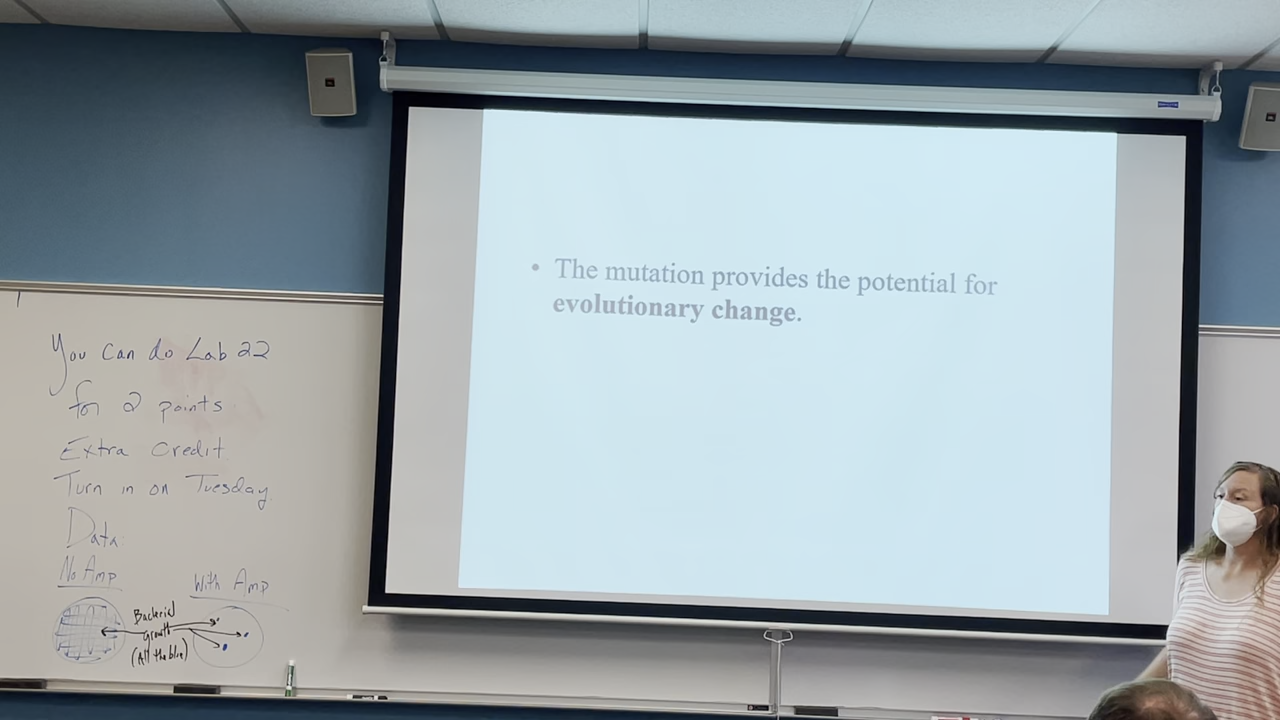 • The mutation provides the potential for
evolutionary change.
You can do Lab 22
for 2 points
Extra Credit
Turn in on Tuesday.
Data:
No Amp
With Amp
Bacterial
Growth
(All the blue)